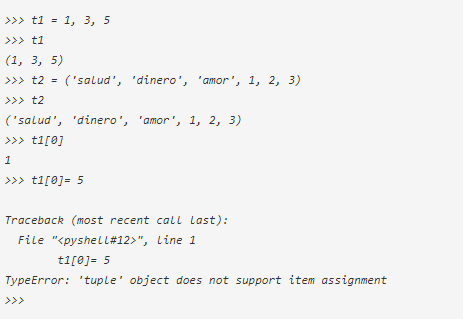 >>> t1 = 1, 3, 5
>>> t1
(1, 3, 5)
>>> t2 = ('salud', 'dinero', 'amor', 1, 2, 3)
>>> t2
('salud', 'dinero', 'amor', 1, 2, 3)
>>> t1[0]
1
>>> t1[0]= 5
Traceback (most recent call last):
  File "<pyshell#12>", line 1
        t1[0]= 5
TypeError: 'tuple' object does not support item assignment
>>>